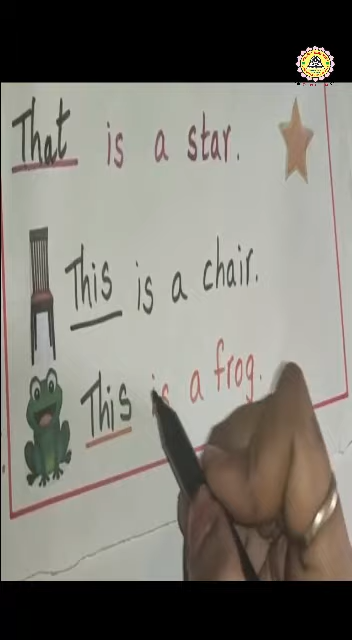 That is a star.
This is a chair.
This is a frog.